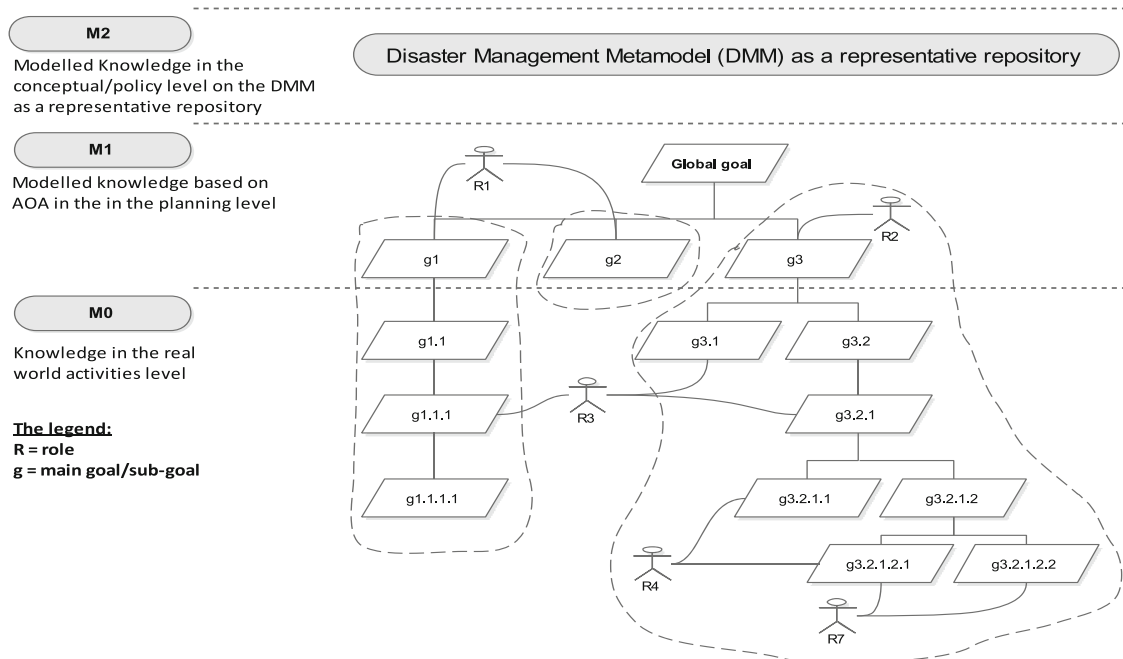 M2
Modelled Knowledge in the
conceptual/policy level on the DMM
as a representative repository
Disaster Management Metamodel (DMM) as a representative repository
M1
Modelled knowledge based on
AOA in the in the planning level
R1
Global goal
R2
g1
g2
g3
M0
Knowledge in the real
world activities level
g1.1
g3.1
g3.2
g1.1.1
R3
g3.2.1
The legend:
R = role
g = main goal/sub-goal
g1.1.1.1
g3.2.1.1
g3.2.1.2
R4
g3.2.1.2.1
g3.2.1.2.2
R7